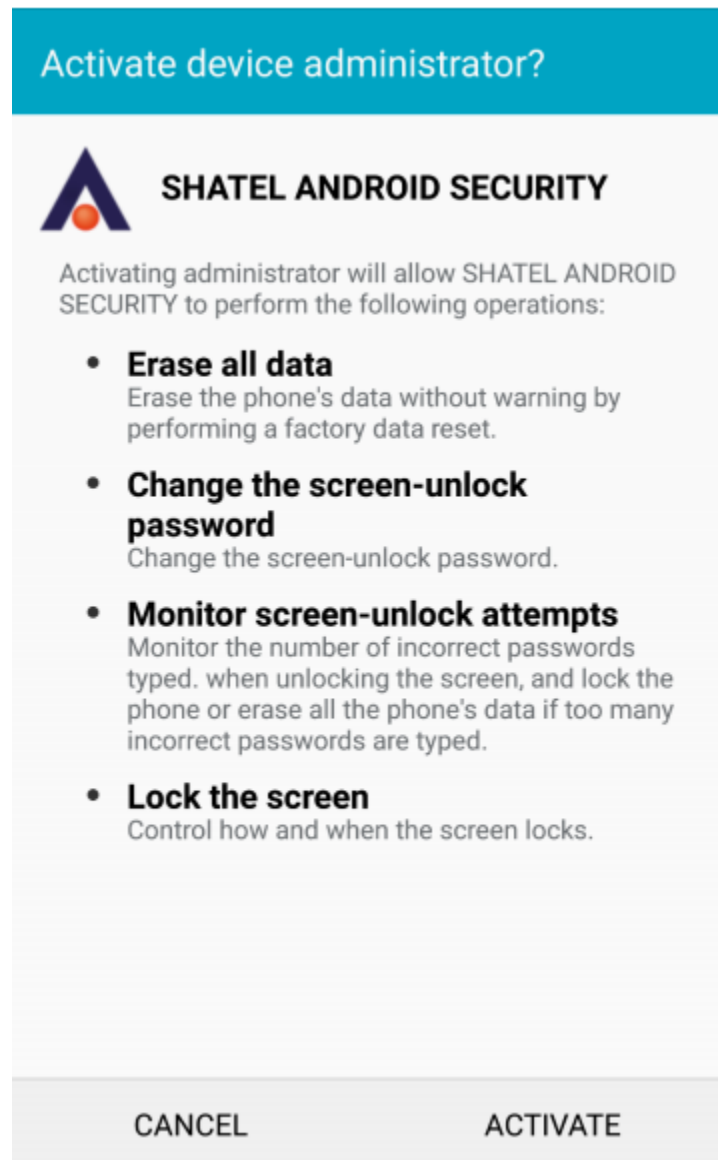 Activate device administrator?
SHATEL ANDROID SECURITY
Activating administrator will allow SHATEL ANDROID
SECURITY to perform the following operations:
• Erase all data
Erase the phone's data without warning by
performing a factory data reset.
• Change the screen-unlock
password
Change the screen-unlock password.
• Monitor screen-unlock attempts
Monitor the number of incorrect passwords
typed. when unlocking the screen, and lock the
phone or erase all the phone's data if too many
incorrect passwords are typed.
• Lock the screen
Control how and when the screen locks.
CANCEL ACTIVATE